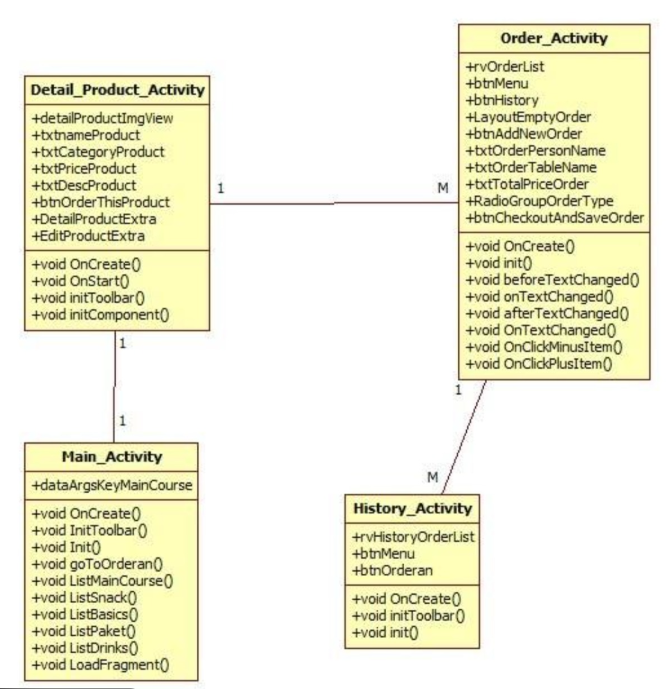 Detail_Product_Activity
+detailProductImgView
+txtnameProduct
+txtCategoryProduct
+txtPriceProduct
+txtDescProduct
+btnOrderThisProduct
+DetailProductExtra
+EditProductExtra
+void OnCreate()
+void OnStart()
+void initToolbar()
+void initComponent()
1
M
Order_Activity
+rvOrderList
+btnMenu
+btnHistory
+LayoutEmptyOrder
+btnAddNewOrder
+txtOrderPersonName
+txtOrderTableName
+txtTotalPriceOrder
+RadioGroupOrderType
+btnCheckoutAndSaveOrder
+void OnCreate()
+void init()
+void beforeTextChanged()
+void onTextChanged()
+void afterTextChanged()
+void OnTextChanged()
+void OnClickMinusItem()
+void OnClickPlusItem()
1
1
Main_Activity
+dataArgsKeyMainCourse
+void OnCreate()
+void InitToolbar()
+void Init()
+void goToOrderan()
+void ListMainCourse()
+void ListSnack()
+void ListBasics()
+void ListPaket()
+void ListDrinks()
+void LoadFragment()
1
M
History_Activity
+rvHistoryOrderList
+btnMenu
+btnOrderan
+void OnCreate()
+void initToolbar()
+void init()